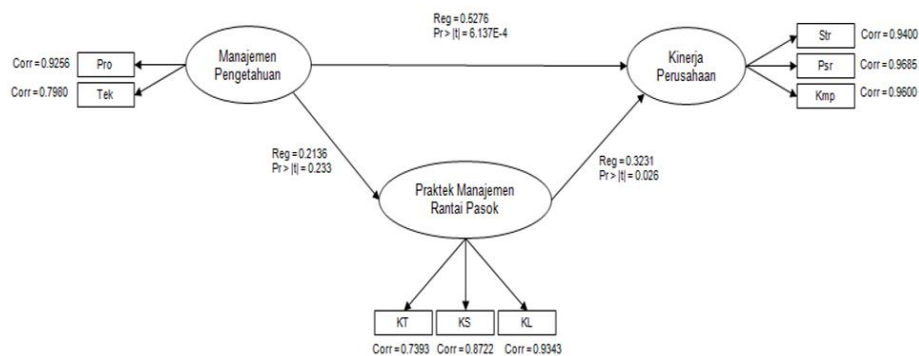 Reg = 0.5276
Pr > |t| = 6.137E-4
Manajemen
Pengetahuan
Kinerja
Perusahaan
Corr = 0.9256
Pro
Corr = 0.7980
Tek
Str
Corr = 0.9400
Psr
Corr = 0.9685
Kmp
Corr = 0.9600
Reg = 0.2136
Pr > |t| = 0.233
Reg = 0.3231
Pr > |t| = 0.026
Praktek Manajemen
Rantai Pasok
KT
KS
KL
Corr = 0.7393
Corr = 0.8722
Corr = 0.9343